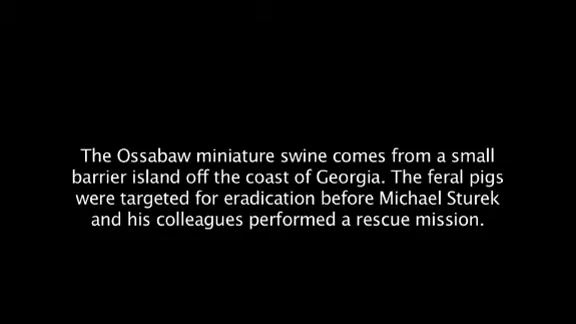 The Ossabaw miniature swine comes from a small
barrier island off the coast of Georgia. The feral pigs
were targeted for eradication before Michael Sturek
and his colleagues performed a rescue mission.